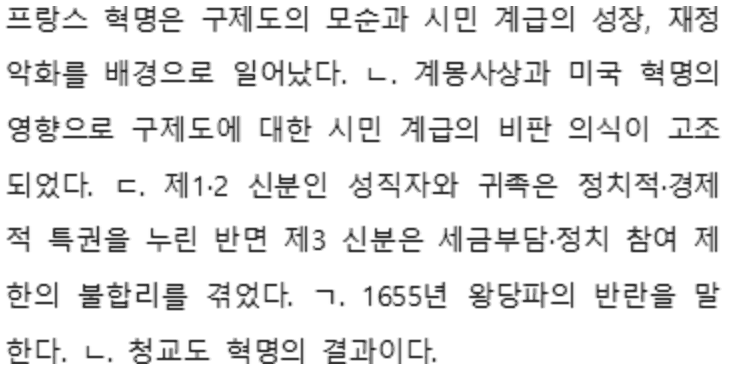 프랑스 혁명은 구제도의 모순과 시민 계급의 성장, 재정
악화를 배경으로 일어났다. ㄴ. 계몽사상과 미국 혁명의
영향으로 구제도에 대한 시민 계급의 비판 의식이 고조
되었다. ㄷ. 제1·2 신분인 성직자와 귀족은 정치적·경제
적 특권을 누린 반면 제3 신분은 세금부담·정치 참여 제
한의 불합리를 겪었다. ㄱ. 1655년 왕당파의 반란을 말
한다. ㄴ. 청교도 혁명의 결과이다.